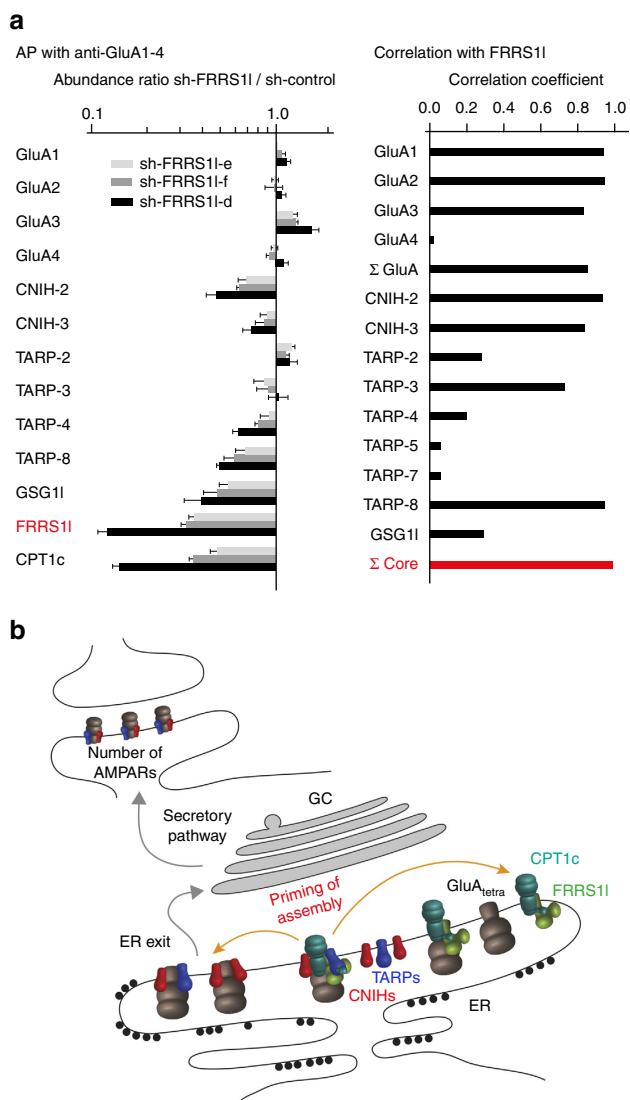 a
AP with anti-GluA1-4
Abundance ratio sh-FRRS1l / sh-control
0.1
1.0
GluA1
GluA2
GluA3
GluA4
CNIH-2
CNIH-3
TARP-2
TARP-3
TARP-4
TARP-8
GSG1l
FRRS1l
CPT1c
sh-FRRS1l-e
sh-FRRS1l-f
sh-FRRS1l-d
Correlation with FRRS1l
Correlation coefficient
0.0 0.2 0.4 0.6 0.8 1.0
GluA1
GluA2
GluA3
GluA4
Σ GluA
CNIH-2
CNIH-3
TARP-2
TARP-3
TARP-4
TARP-5
TARP-7
TARP-8
GSG1l
Σ Core
b
Number of
AMPARs
Secretory
pathway
GC
Priming of
assembly
CPT1c
GluAtetra
FRRS1l
ER exit
TARPs
CNIHs
ER